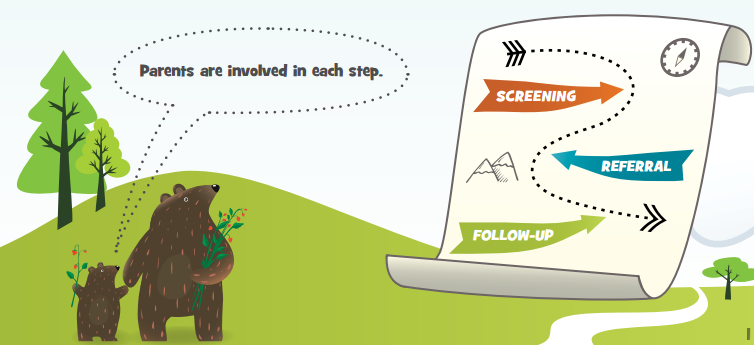 Parents are involved in each step.
SCREENING
REFERRAL
FOLLOW-UP